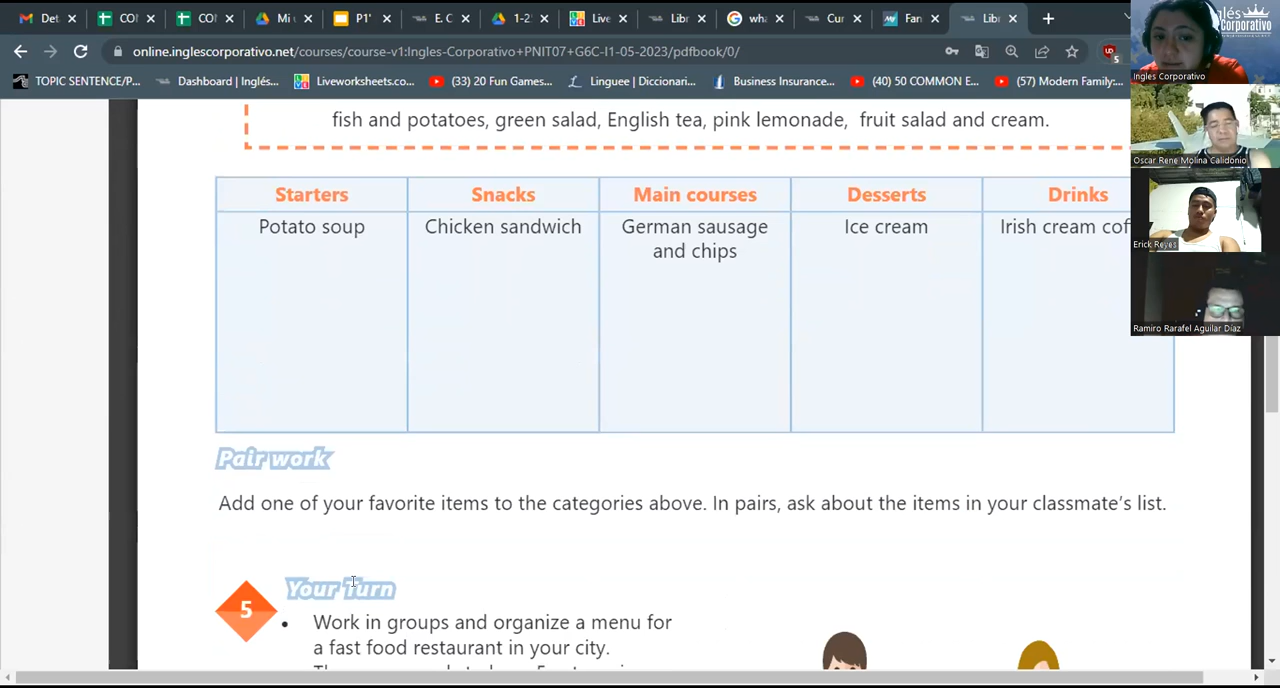 Det
CO
CO
Mi
P1'
E. C
1-2
Live
Libr
wh
Cur
Fan
Libr
online.inglescorporativo.net/courses/course-v1:Ingles-Corporativo+PNIT07+G6C-I1-05-2023/pdfbook/0/
TOPIC SENTENCE/P...
Dashboard | Inglés...
Liveworksheets.co...
(33) 20 Fun Games...
Linguee | Diccionari...
Business Insurance...
(40) 50 COMMON E...
(57) Modern Family:...
glés
Corporativo
Ingles Corporativo
Oscar Rene Molina Calidonio
Erick Reyes
Ramiro Rarafel Aguilar Díaz
fish and potatoes, green salad, English tea, pink lemonade, fruit salad and cream.
Starters Snacks Main courses Desserts Drinks
Potato soup Chicken sandwich German sausage Ice cream Irish cream cof
and chips
Pair work
Add one of your favorite items to the categories above. In pairs, ask about the items in your classmate's list.
Your Turn
5
• Work in groups and organize a menu for
a fast food restaurant in your city.